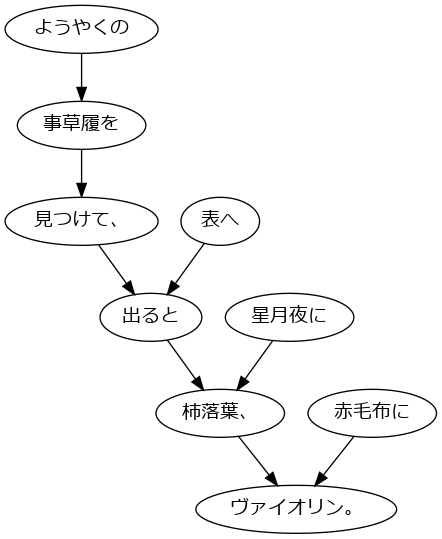 ようやくの
事草履を
見つけて、
表へ
出ると
星月夜に
柿落葉、
赤毛布に
ヴァイオリン。